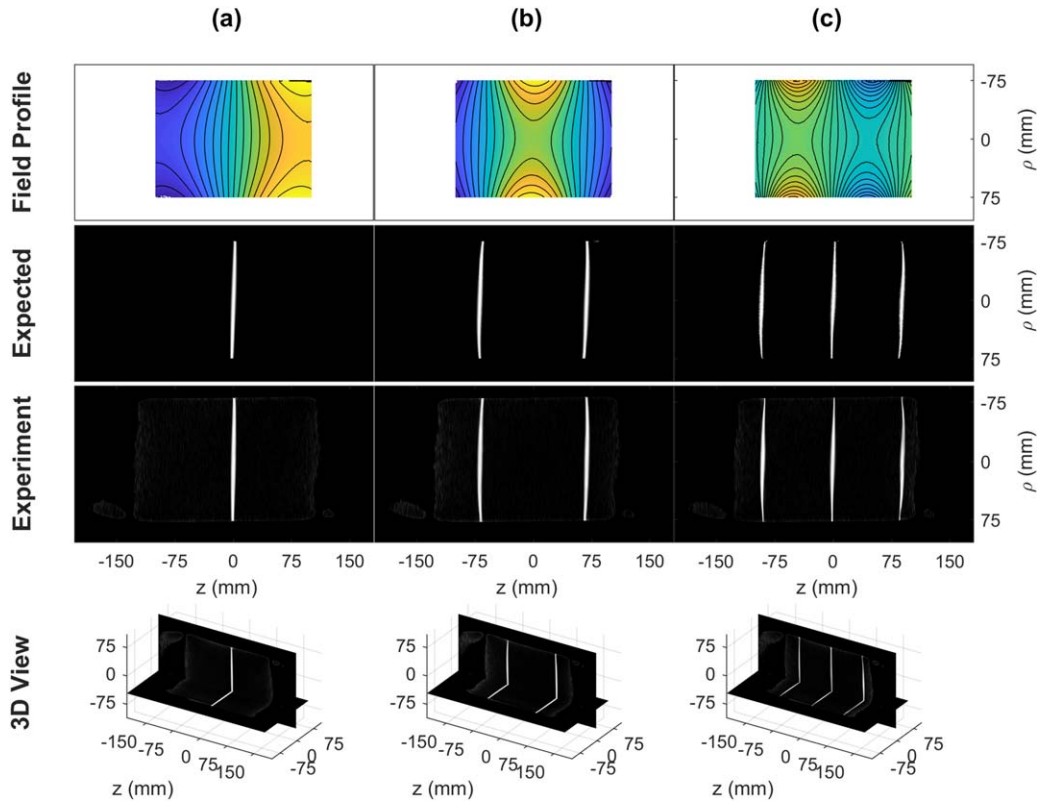 (a) (b) (c)
Field Profile
-75
0
75
ρ (mm)
Expected
-75
0
75
ρ (mm)
Experiment
-75
0
75
ρ (mm)
-150 -75 0 75 150 -150 -75 0 75 150 -150 -75 0 75 150
z (mm) z (mm) z (mm)
3D View
75 75 75
0 0 0
-75 -75 -75
-150 -75 0 75 150 -75 0 75 -150 -75 0 75 150 -75 0 75 -150 -75 0 75 150 -75 0 75
z (mm) z (mm) z (mm)